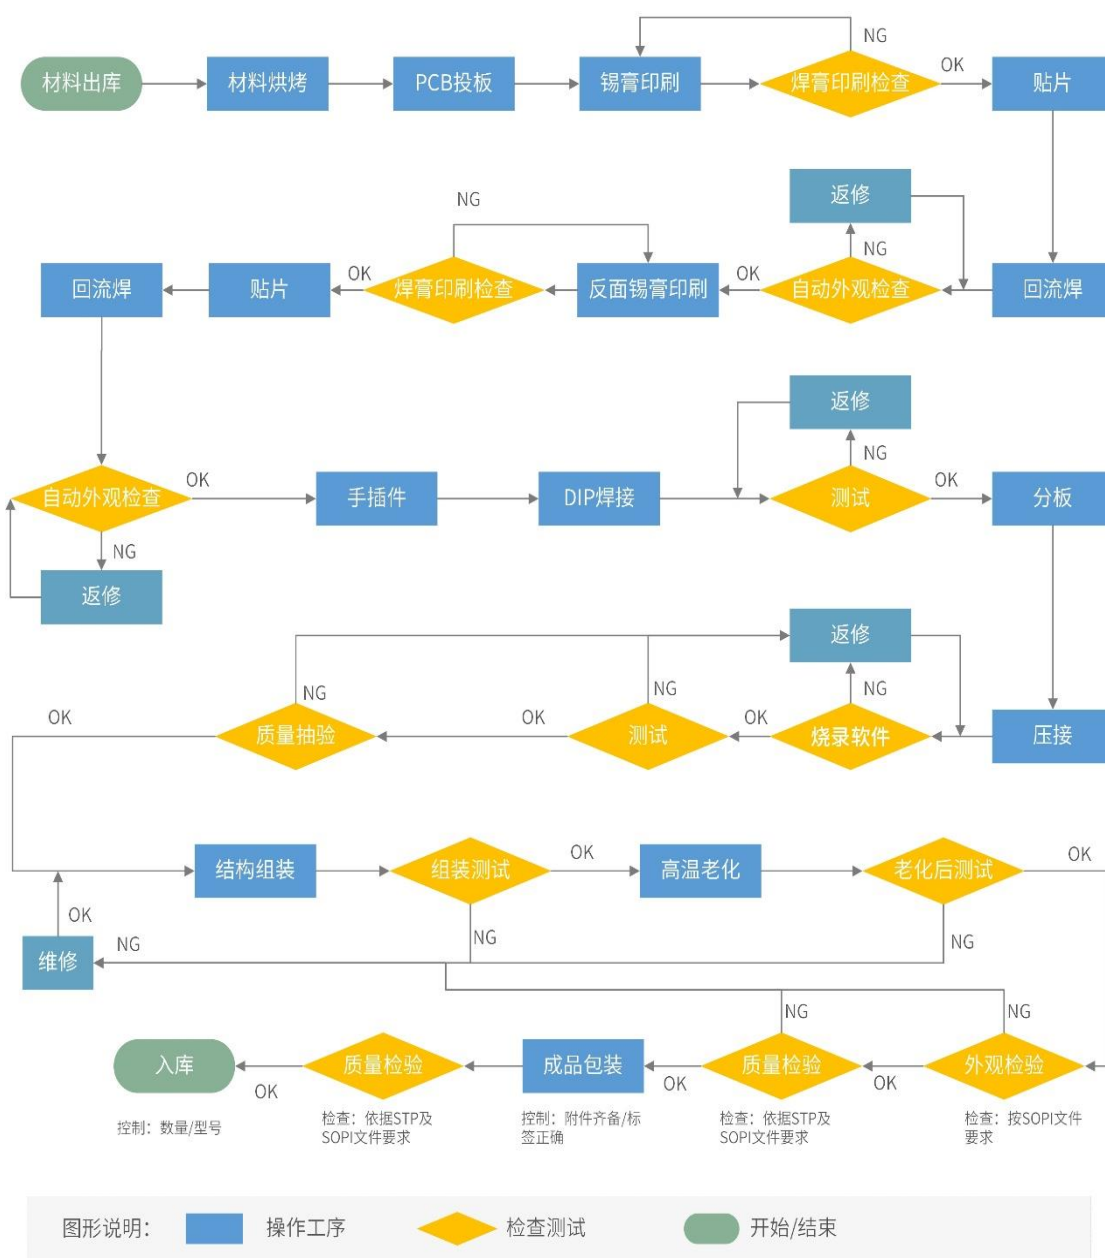 NG
材料出库
材料烘烤
PCB投板
锡膏印刷
焊膏印刷检查
OK
贴片
返修
NG
NG
回流焊
贴片
OK
焊膏印刷检查
反面锡膏印刷
OK
自动外观检查
回流焊
返修
NG
自动外观检查
OK
手插件
DIP焊接
测试
OK
分板
NG
返修
返修
NG
NG
NG
OK
质量抽验
OK
测试
OK
烧录软件
压接
结构组装
组装测试
OK
高温老化
老化后测试
OK
OK
维修
NG
NG
NG
NG
NG
入库
OK
质量检验
成品包装
OK
质量检验
OK
外观检验
控制：数量/型号
检查：依据STP及
SOPI文件要求
控制：附件齐备/标
签正确
检查：依据STP及
SOPI文件要求
检查：按SOPI文件
要求
图形说明：
操作工序
检查测试
开始/结束